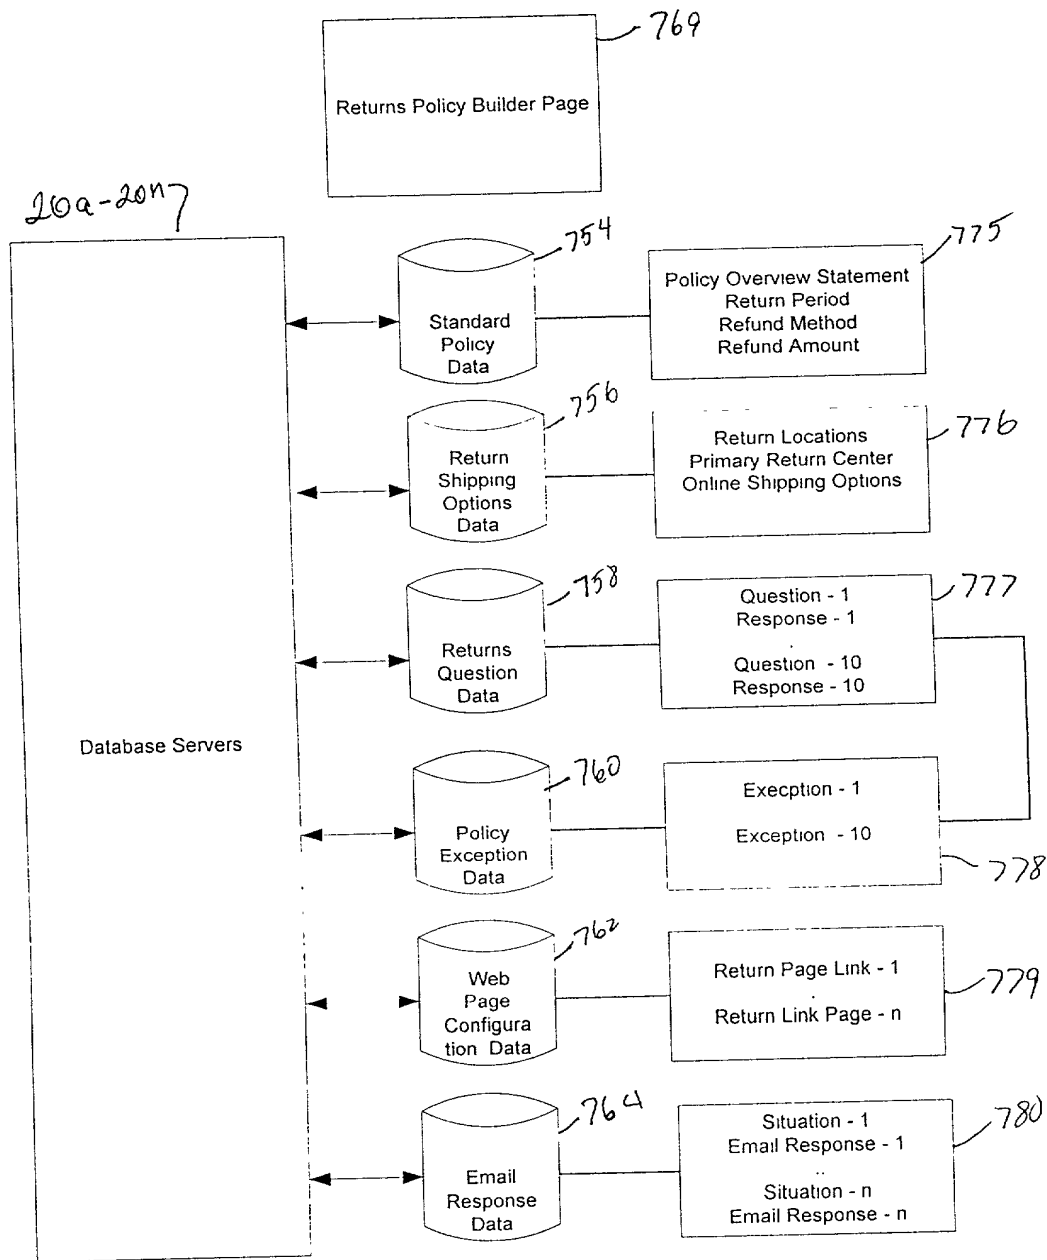 769
Returns Policy Builder Page
20a-20n
Database Servers
754
Standard
Policy
Data
775
Policy Overview Statement
Return Period
Refund Method
Refund Amount
756
Return
Shipping
Options
Data
776
Return Locations
Primary Return Center
Online Shipping Options
758
Returns
Question
Data
777
Question - 1
Response - 1
.
Question - 10
Response - 10
760
Policy
Exception
Data
Execption - 1
Exception - 10
778
762
Web
Page
Configura
tion Data
Return Page Link - 1
.
Return Link Page - n
779
764
Email
Response
Data
Situation - 1
Email Response - 1
..
Situation - n
Email Response - n
780